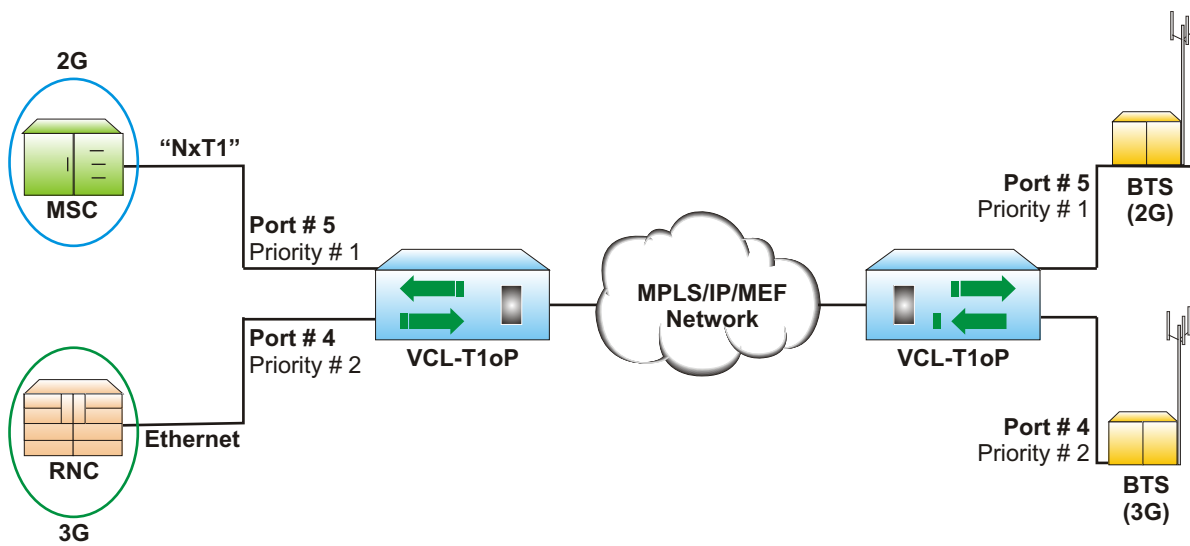 2G
MSC
“NxT1”
Port # 5
Priority # 1
VCL-T1oP
Port # 4
Priority # 2
Ethernet
RNC
3G
MPLS/IP/MEF
Network
VCL-T1oP
Port # 5
Priority # 1
BTS
(2G)
Port # 4
Priority # 2
BTS
(3G)